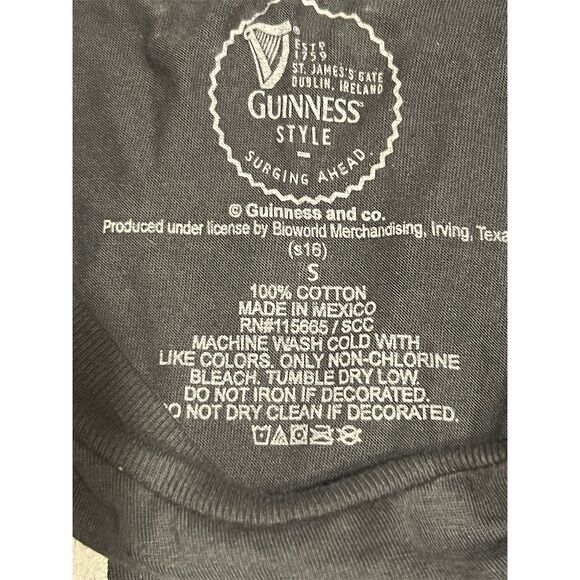 ESTD
1759
ST. JAMES'S GATE
DUBLIN, IRELAND
GUINNESS®
STYLE
SURGING AHEAD
© Guinness and co.
Produced under license by Bioworld Merchandising, Irving, Texa
(s16)
S
100% COTTON
MADE IN MEXICO
RN#115665 / SCC
MACHINE WASH COLD WITH
LIKE COLORS. ONLY NON-CHLORINE
BLEACH. TUMBLE DRY LOW.
DO NOT IRON IF DECORATED.
DO NOT DRY CLEAN IF DECORATED.